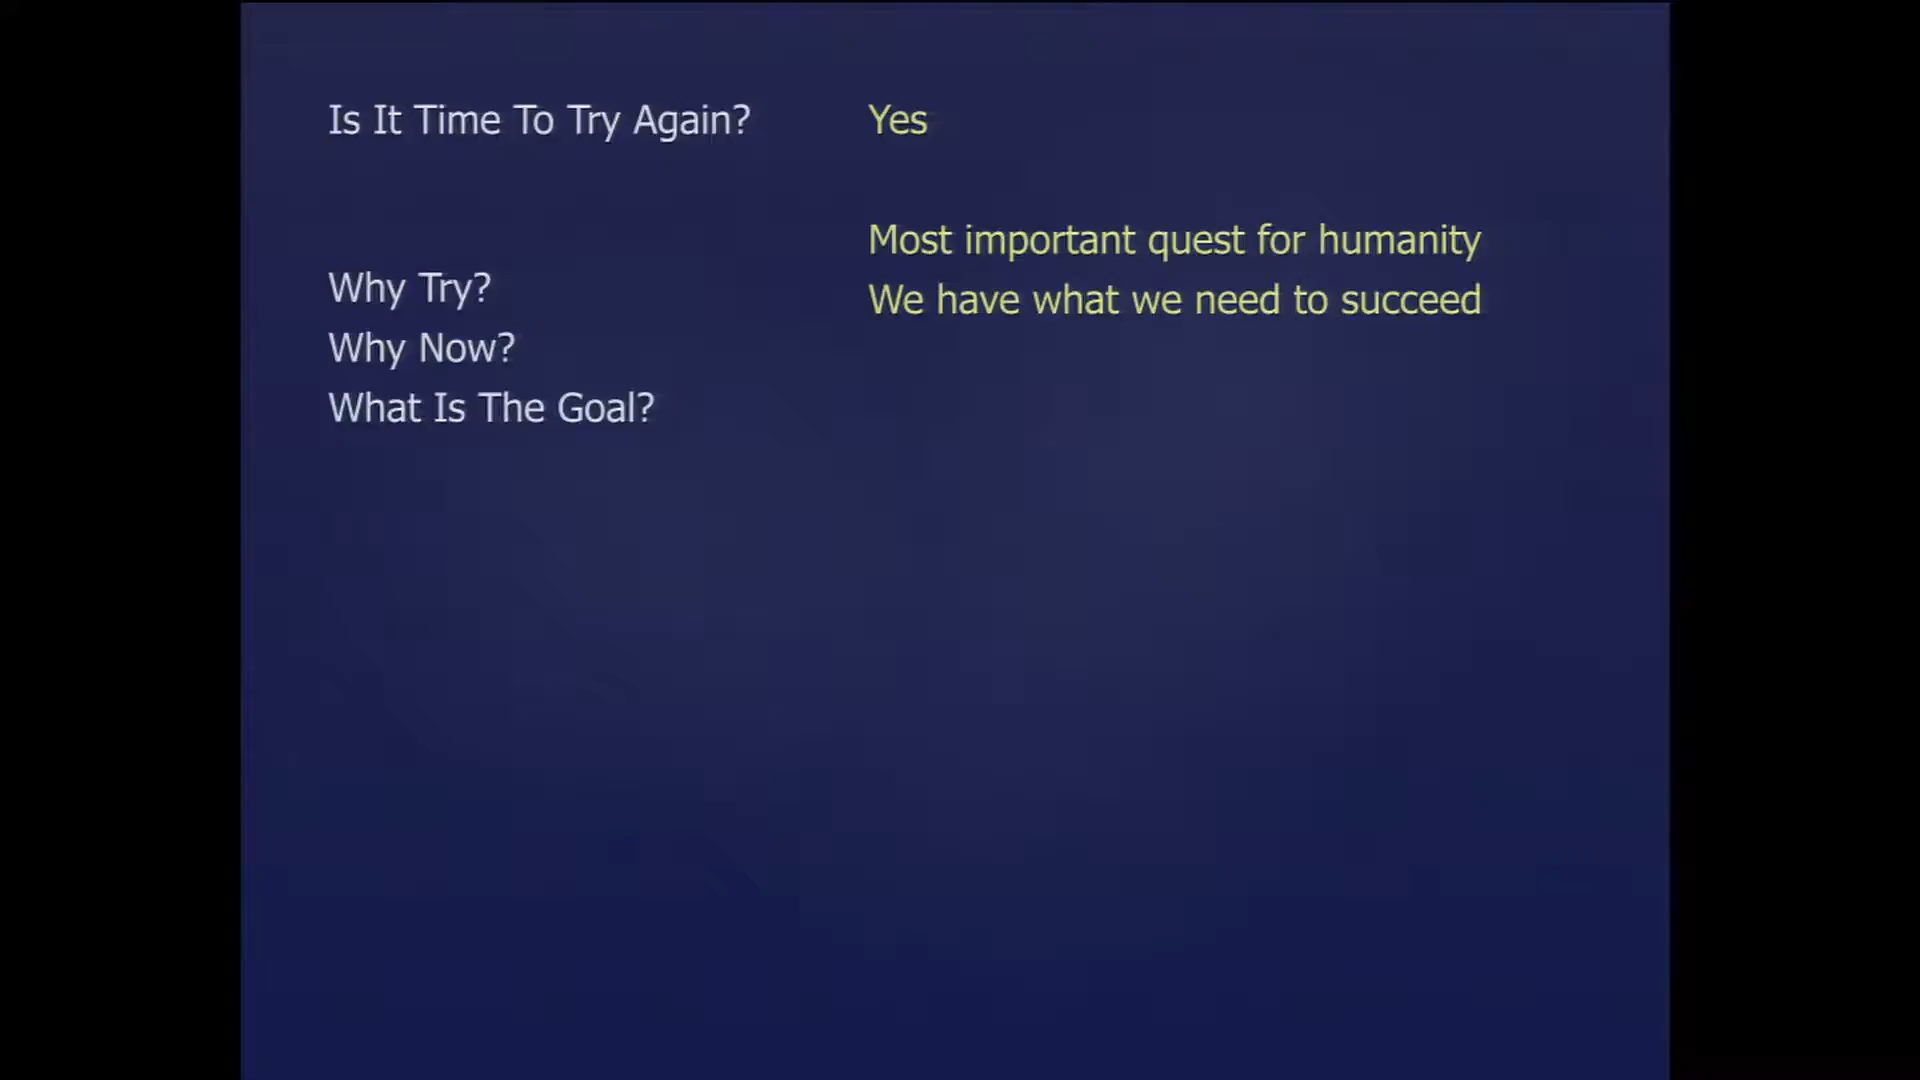 Is It Time To Try Again?
Yes
Why Try?
Why Now?
What Is The Goal?
Most important quest for humanity
We have what we need to succeed